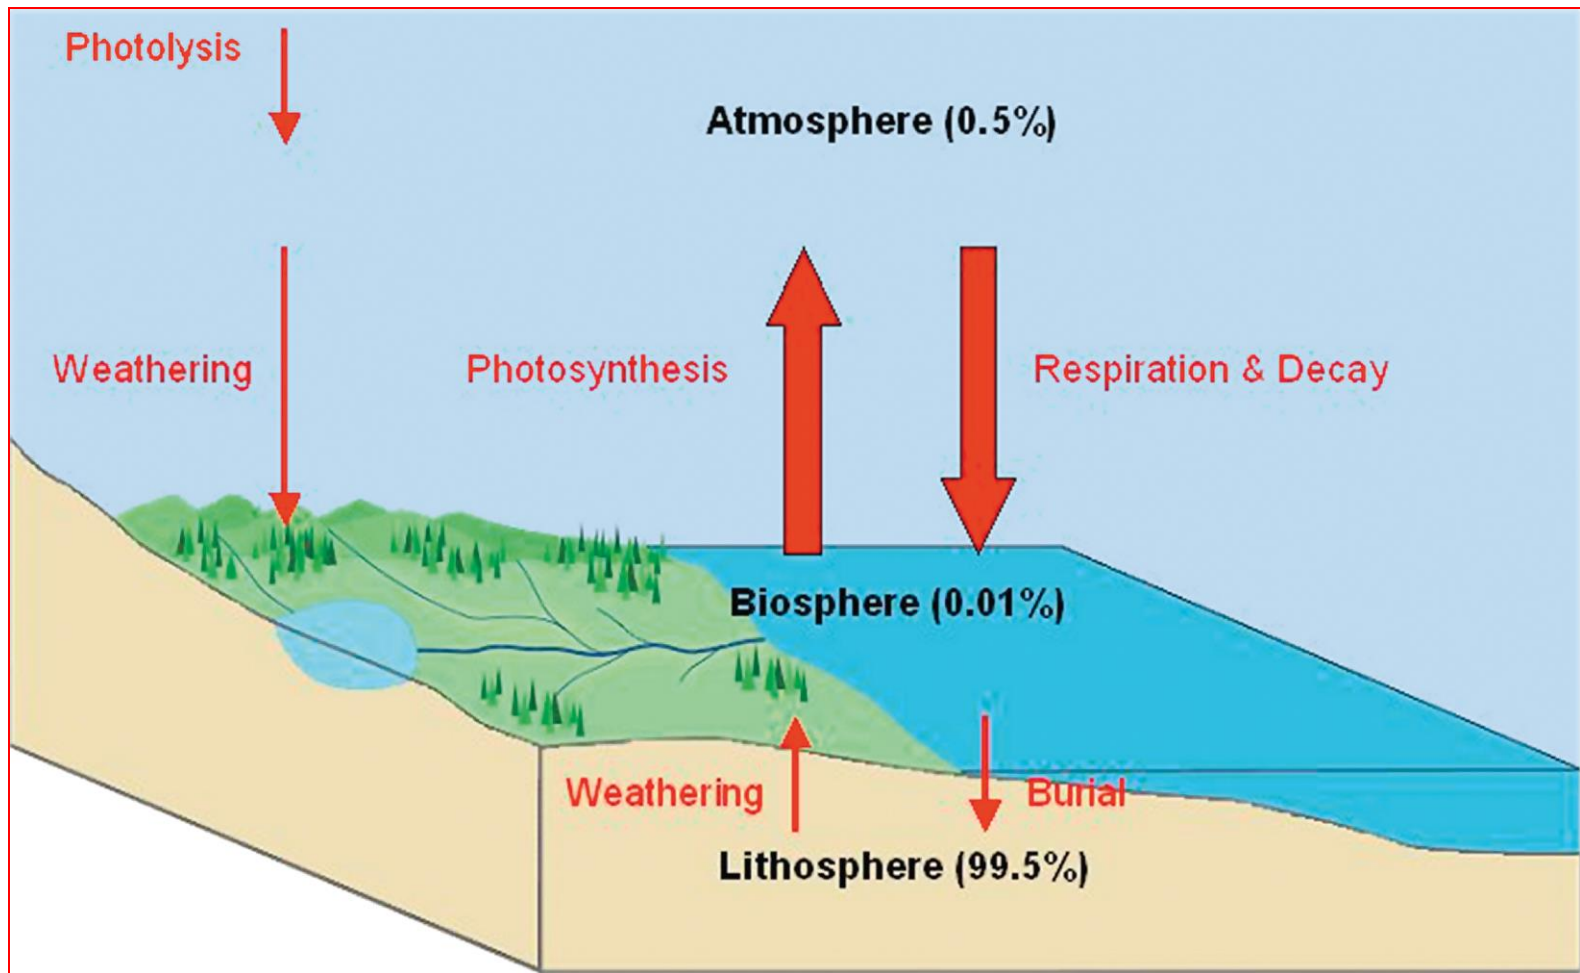 Photolysis
Atmosphere (0.5%)
Weathering
Photosynthesis
Respiration & Decay
Biosphere (0.01%)
Weathering
Burial
Lithosphere (99.5%)